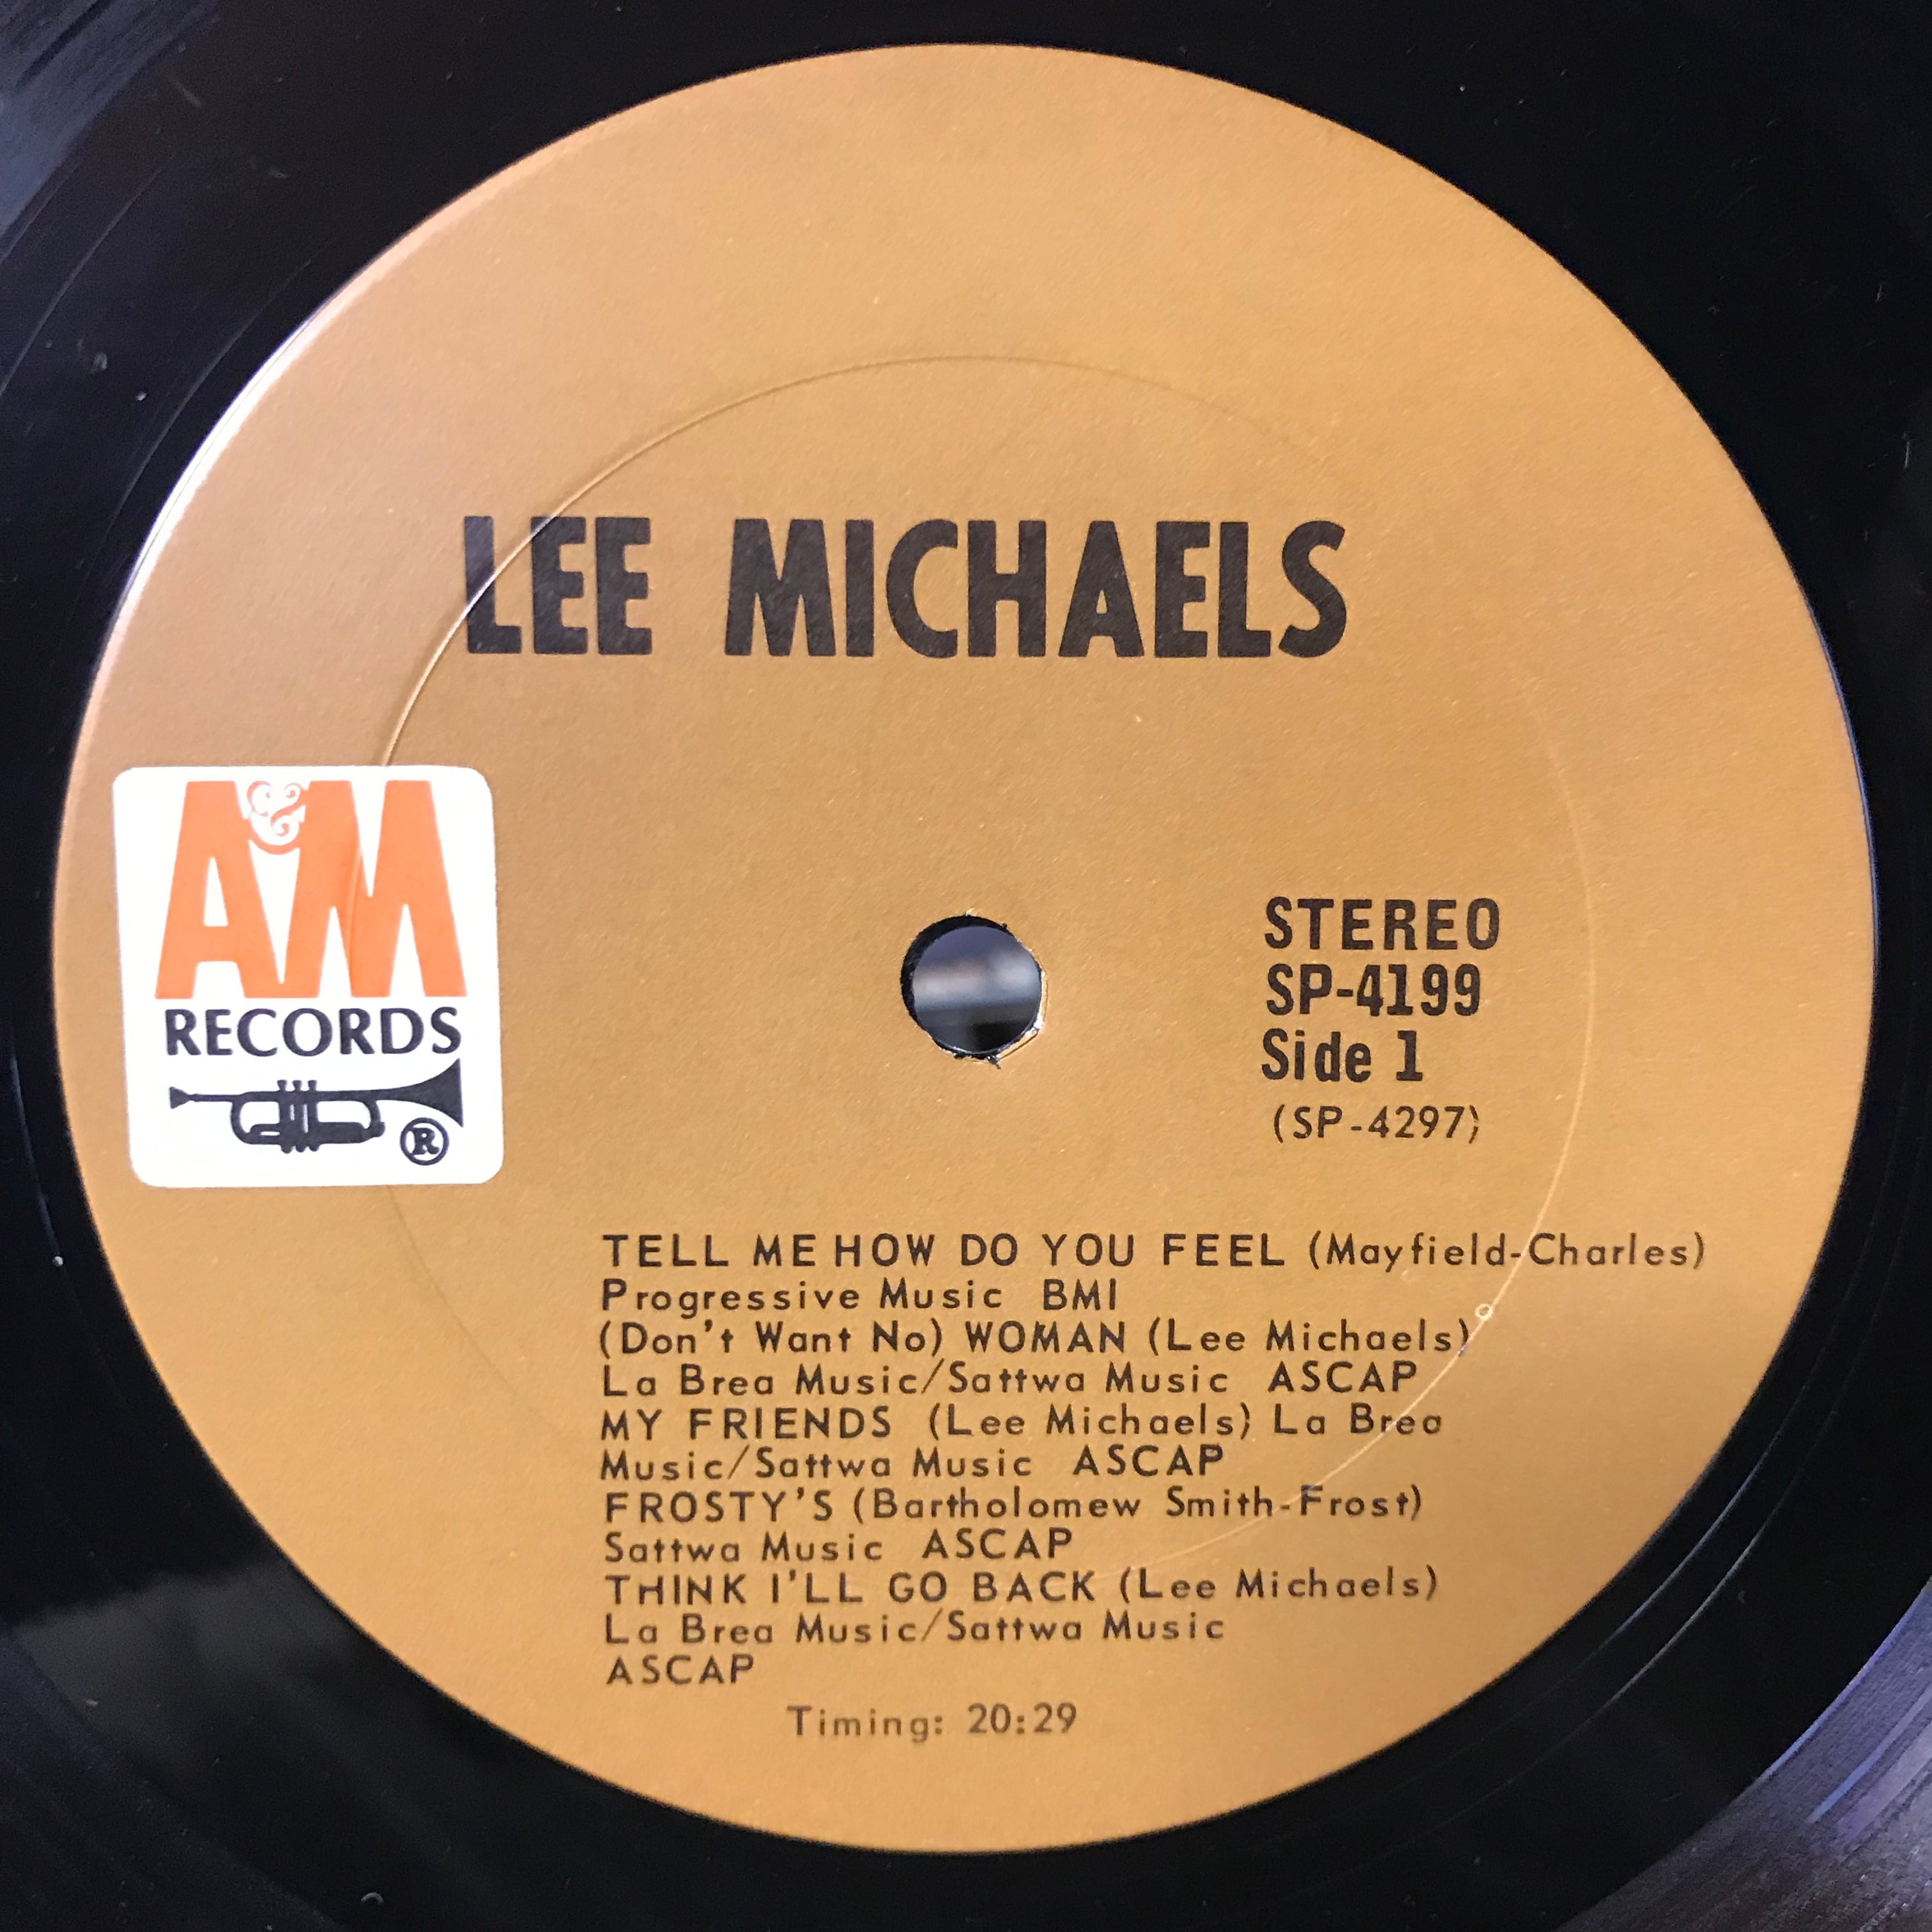 LEE MICHAELS
A&M
RECORDS
®
STEREO
SP-4199
Side 1
(SP-4297)
TELL ME HOW DO YOU FEEL (Mayfield-Charles)
Progressive Music BMI
(Don't Want No) WOMAN (Lee Michaels)
La Brea Music/Sattwa Music ASCAP
MY FRIENDS (Lee Michaels) La Brea
Music/Sattwa Music ASCAP
FROSTY'S (Bartholomew Smith-Frost)
Sattwa Music ASCAP
THINK I'LL GO BACK (Lee Michaels)
La Brea Music/Sattwa Music
ASCAP
Timing: 20:29